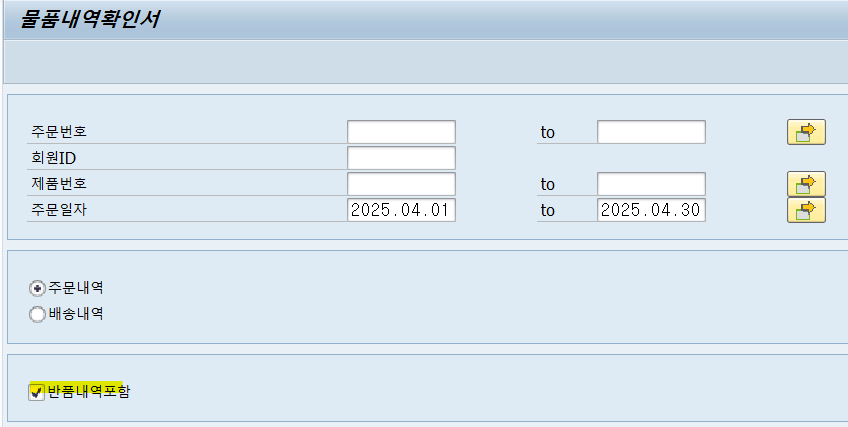 물품내역확인서
주문번호 to
회원ID
제품번호 to
주문일자 2025.04.01 to 2025.04.30
주문내역
배송내역
반품내역포함